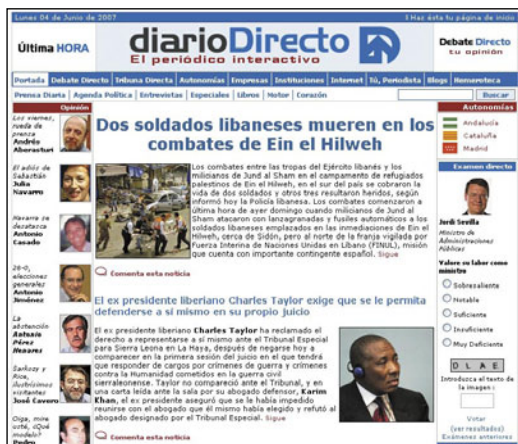 Lunes 04 de Junio de 2007
! Haz ésta tu página de inicio
Última HORA
diarioDirecto
El periódico interactivo
Debate Directo
tu opinión
Portada Debate Directo Tribuna Directa Autonomías Empresas Instituciones Internet Tú, Periodista Blogs Hemeroteca
Prensa Diaria Agenda Política Entrevistas Especiales Libros Motor Corazón
Buscar
Opinión
Los viernes,
rueda de
prensa
Andrés
Aberasturi
El adiós de
Sebastián
Julia
Navarro
Navarro se
descatasca
Antonio
Casado
28-0,
elecciones
generales
Antonio
Jiménez
La
abstención
Antonio
Pérez
Henares
Sarkozy y
Rice,
ilustrísimos
visitantes
José Cavero
Oiga, mire
usté, ¿Qué
modelo?
Pedro
Dos soldados libaneses mueren en los
combates de Ein el Hilweh
Los combates entre las tropas del Ejército libanés y los
milicianos de Jund al Sham en el campamento de refugiados
palestinos de Ein el Hilweh, en el sur del país se cobraron la
vida de dos soldados y otros tres resultaron heridos, según
informó hoy la Policía libanesa. Los combates comenzaron a
última hora de ayer domingo cuando milicianos de Jund al
Sham atacaron con lanzagranadas y fusiles automáticos a los
soldados libaneses emplazados en las inmediaciones de Ein el
Hilweh, cerca de Sidón, pero al norte de la franja vigilada por
Fuerza Interina de Naciones Unidas en Líbano (FINUL), misión
que cuenta con importante contingente español. Sigue
Comenta esta noticia
El ex presidente liberiano Charles Taylor exige que se le permita
defenderse a sí mismo en su propio juicio
El ex presidente liberiano Charles Taylor ha reclamado el
derecho a representarse a sí mismo ante el Tribunal Especial
para Sierra Leona en La Haya, después de negarse hoy a
comparecer en la primera sesión del juicio en el que tendrá
que responder de cargos por crímenes de guerra y crímenes
contra la Humanidad cometidos en la guerra civil
sierraleonense. Taylor no compareció ante el Tribunal, y en
una carta leída ante la sala por su abogado defensor, Karim
Khan, el ex presidente aseguró que se le había impedido
reunirse con el abogado que él mismo había elegido y refutó al
abogado designado por el Tribunal Especial. Sigue
Comenta esta noticia
Autonomías
Andalucía
Cataluña
Madrid
Examen directo
Jordi Sevilla
Ministro de
Administraciones
Públicas
Valore su labor como
ministro
Sobresaliente
Notable
Suficiente
Insuficiente
Muy Deficiente
DLAE
Introduzca el texto de
la imagen:
Votar
(ver resultados)
Exámenes anteriores